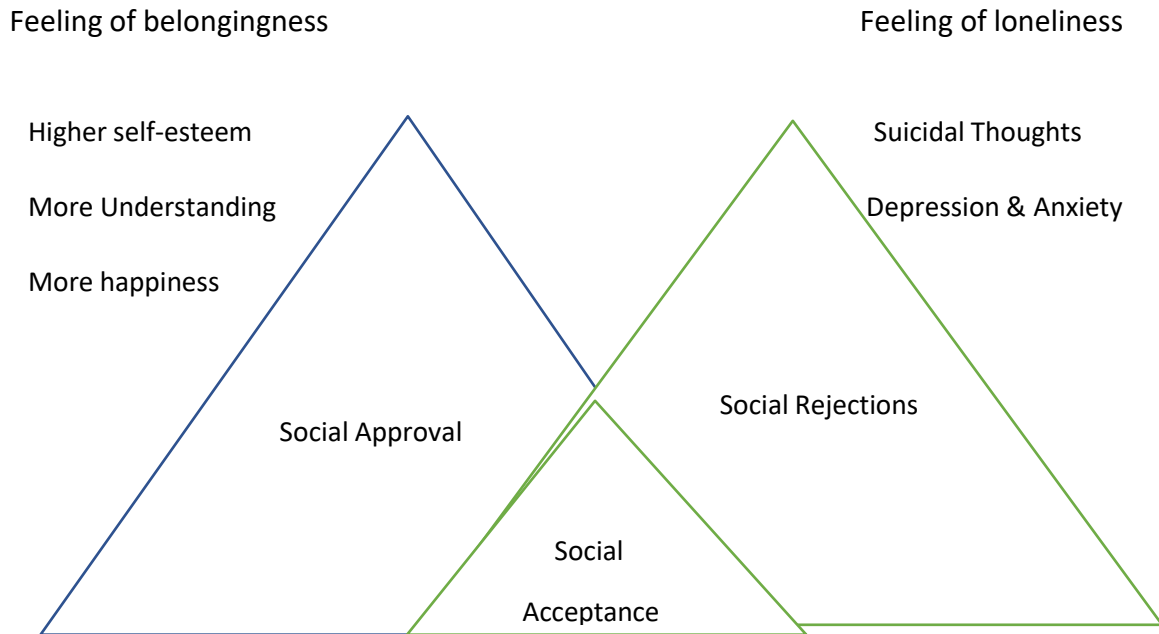 Feeling of belongingness
Feeling of loneliness
Higher self-esteem
Suicidal Thoughts
More Understanding
Depression & Anxiety
More happiness
Social Rejections
Social Approval
Social
Acceptance